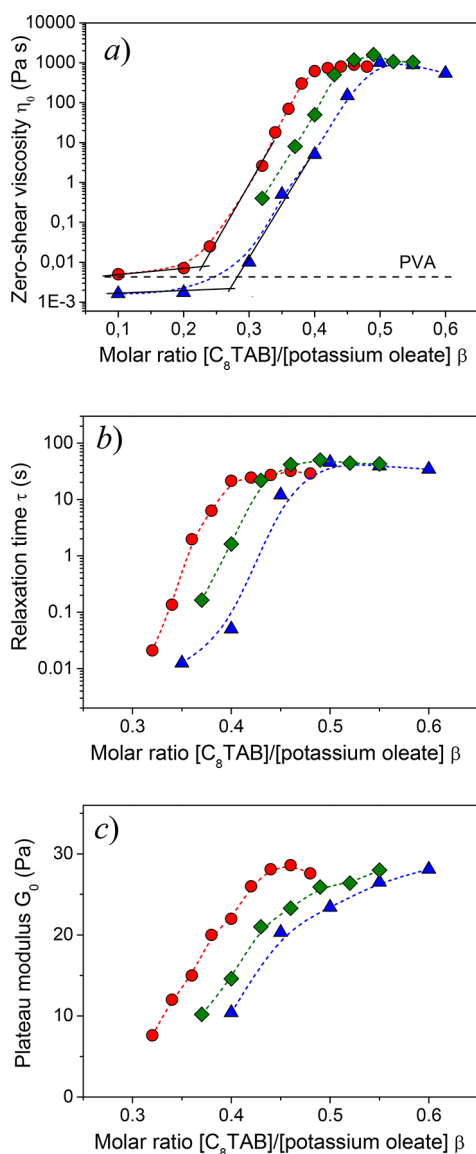 a)
10000
1000
100
10
1
0,1
0,01
1E-3
Zero-shear viscosity η₀ (Pa s)
PVA
0,1 0,2 0,3 0,4 0,5 0,6
Molar ratio [C₈TAB]/[potassium oleate] β
b)
100
10
1
0.1
0.01
Relaxation time τ (s)
0.3 0.4 0.5 0.6
Molar ratio [C₈TAB]/[potassium oleate] β
c)
30
20
10
0
Plateau modulus G₀ (Pa)
0.3 0.4 0.5 0.6
Molar ratio [C₈TAB]/[potassium oleate] β